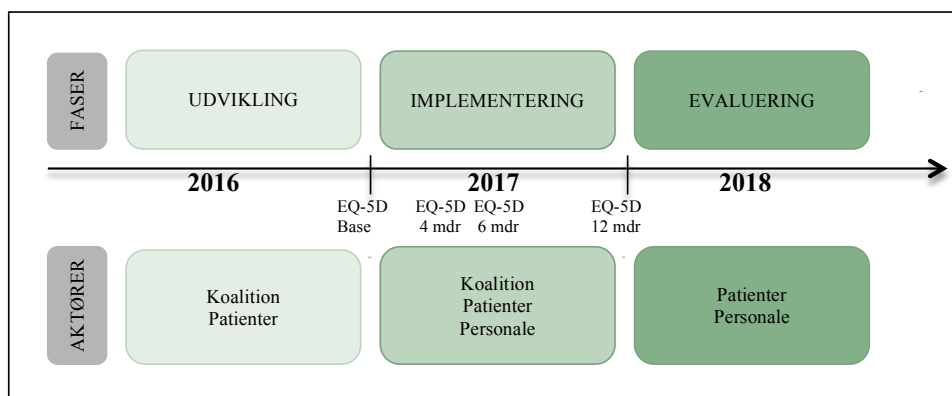 FASER
UDVIKLING
IMPLEMENTERING
EVALUERING
2016
2017
2018
EQ-5D
Base
EQ-5D
4 mdr
EQ-5D
6 mdr
EQ-5D
12 mdr
AKTØRER
Koalition
Patienter
Koalition
Patienter
Personale
Patienter
Personale